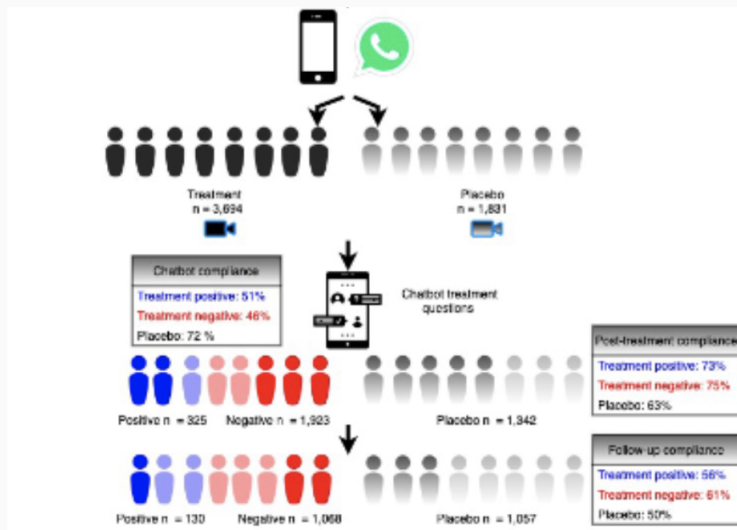 Treatment
n = 3,694
Placebo
n = 1,831
Chatbot compliance
Treatment positive: 51%
Treatment negative: 46%
Placebo: 72 %
Chatbot treatment
questions
Post-treatment compliance
Treatment positive: 73%
Treatment negative: 75%
Placebo: 63%
Positive n = 325
Negative n = 1,923
Placebo n = 1,342
Follow-up compliance
Treatment positive: 56%
Treatment negative: 61%
Placebo: 50%
Positive n = 130
Negative n = 1,068
Placebo n = 1,057